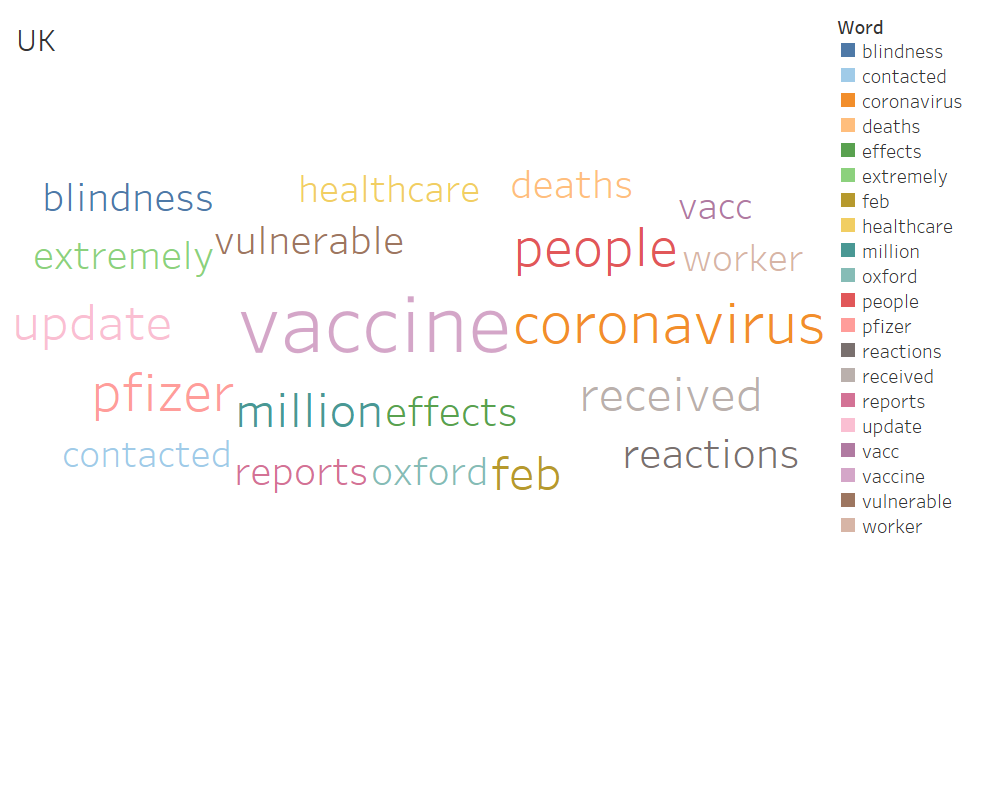 UK
blindness
healthcare
deaths
vacc
extremely
vulnerable
people
worker
update
vaccine
coronavirus
pfizer
million
effects
received
contacted
reports
oxford
feb
reactions
Word
blindness
contacted
coronavirus
deaths
effects
extremely
feb
healthcare
million
oxford
people
pfizer
reactions
received
reports
update
vacc
vaccine
vulnerable
worker